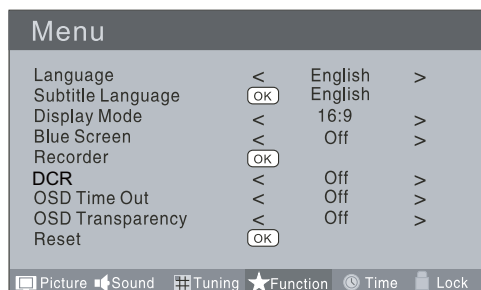 Menu
Language < English >
Subtitle Language OK English
Display Mode < 16:9 >
Blue Screen < Off >
Recorder OK
DCR < Off >
OSD Time Out < Off >
OSD Transparency < Off >
Reset OK
Picture Sound Tuning Function Time Lock